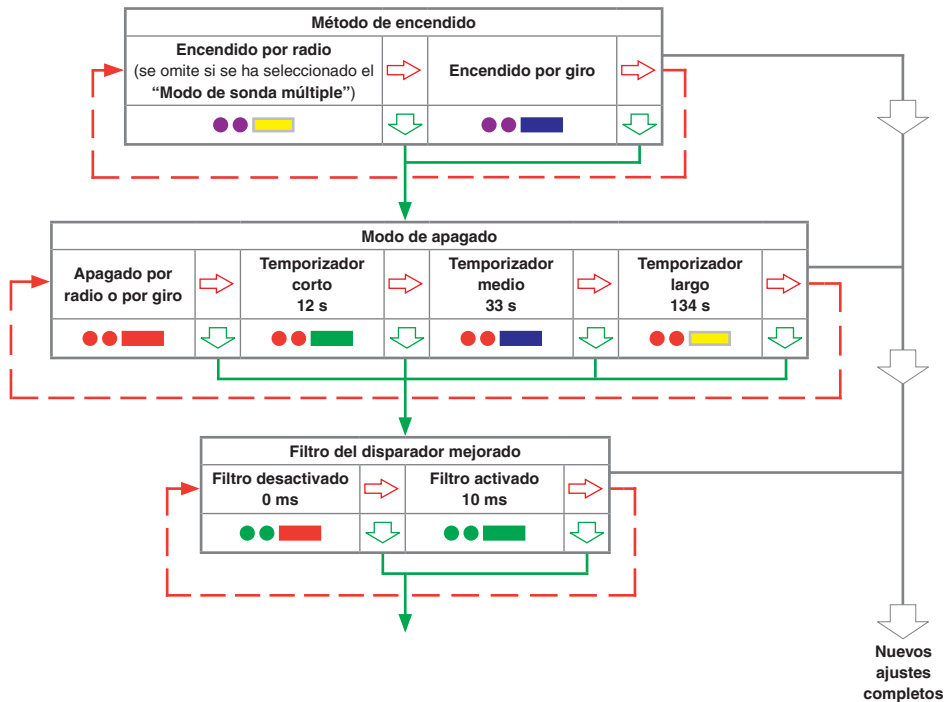 Método de encendido
Encendido por radio
(se omite si se ha seleccionado el
“Modo de sonda múltiple”)
Encendido por giro
Modo de apagado
Apagado por
radio o por giro
Temporizador
corto
12 s
Temporizador
medio
33 s
Temporizador
largo
134 s
Filtro del disparador mejorado
Filtro desactivado
0 ms
Filtro activado
10 ms
Nuevos
ajustes
completos